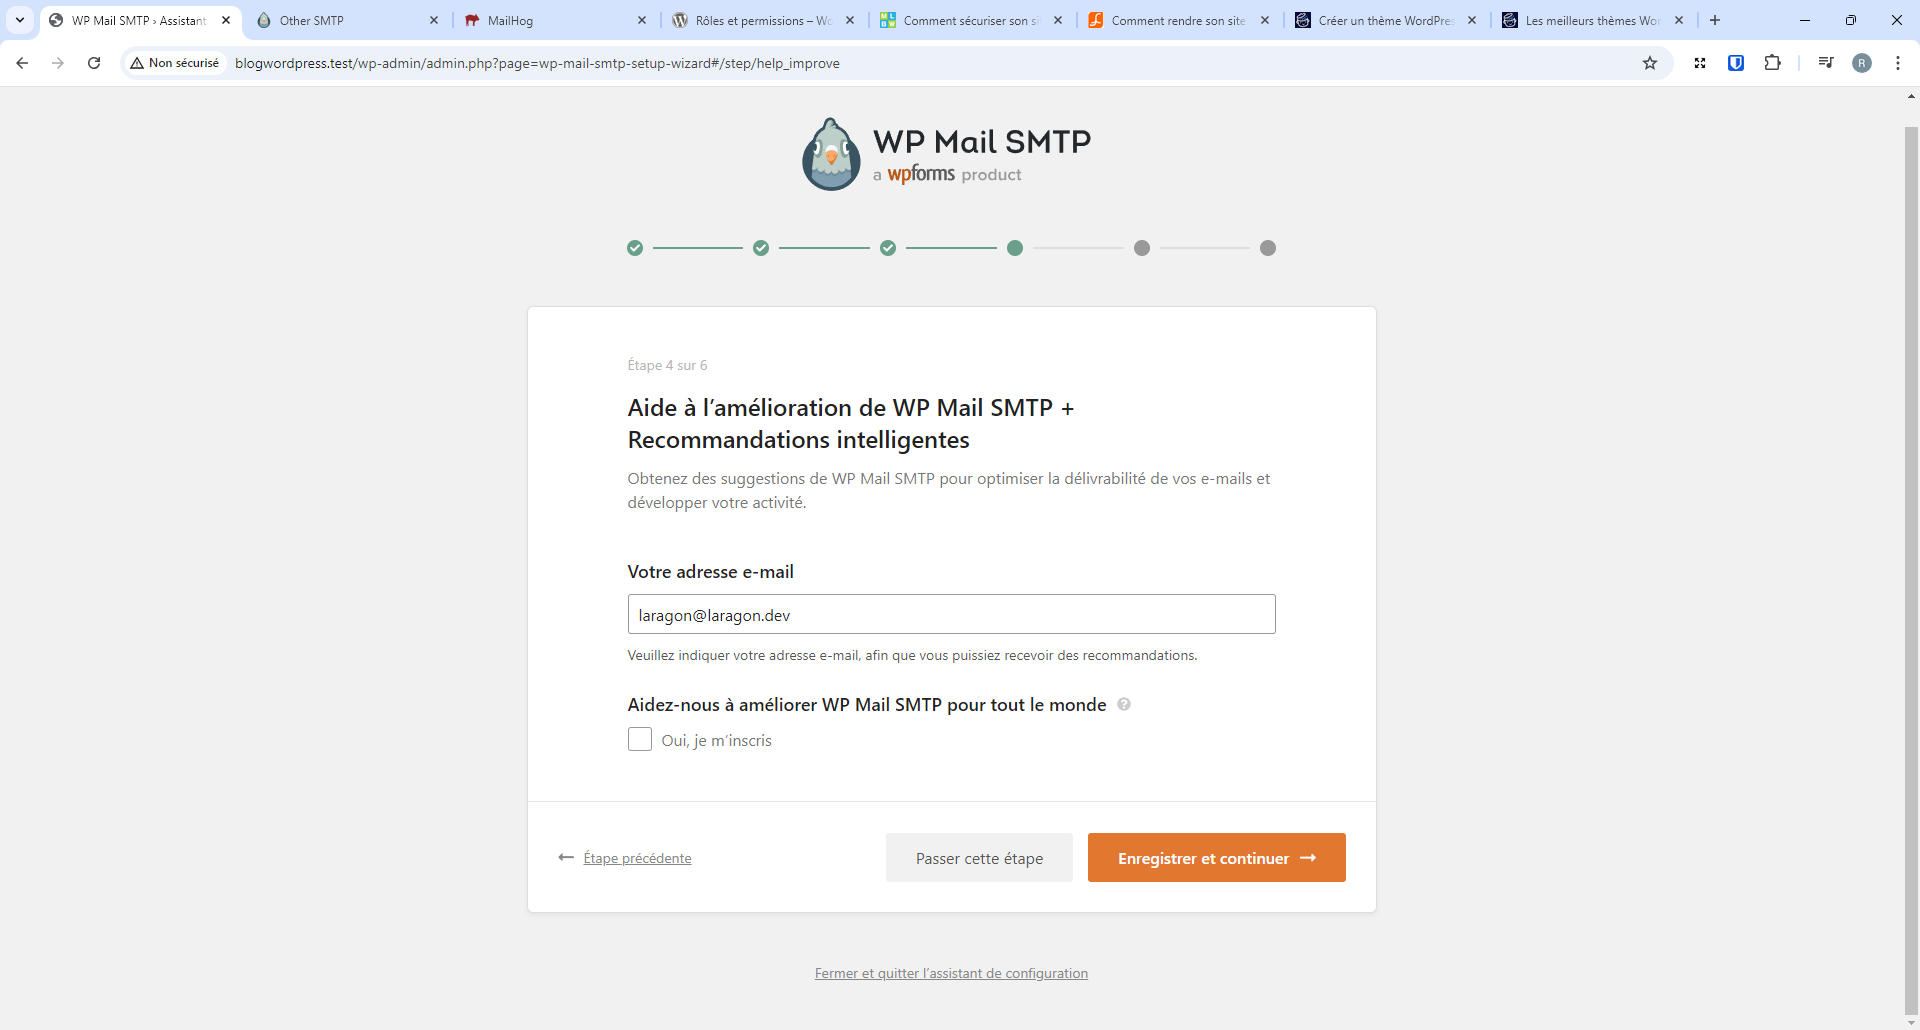 WP Mail SMTP › Assistant
Other SMTP
MailHog
Rôles et permissions – Wo
Comment sécuriser son si
Comment rendre son site
Créer un thème WordPres
Les meilleurs thèmes Wor
Non sécurisé
blogwordpress.test/wp-admin/admin.php?page=wp-mail-smtp-setup-wizard#/step/help_improve
R
WP Mail SMTP
a wpforms product
Étape 4 sur 6
Aide à l’amélioration de WP Mail SMTP +
Recommandations intelligentes
Obtenez des suggestions de WP Mail SMTP pour optimiser la délivrabilité de vos e-mails et
développer votre activité.
Votre adresse e-mail
laragon@laragon.dev
Veuillez indiquer votre adresse e-mail, afin que vous puissiez recevoir des recommandations.
Aidez-nous à améliorer WP Mail SMTP pour tout le monde ?
Oui, je m’inscris
← Étape précédente
Passer cette étape
Enregistrer et continuer →
Fermer et quitter l’assistant de configuration